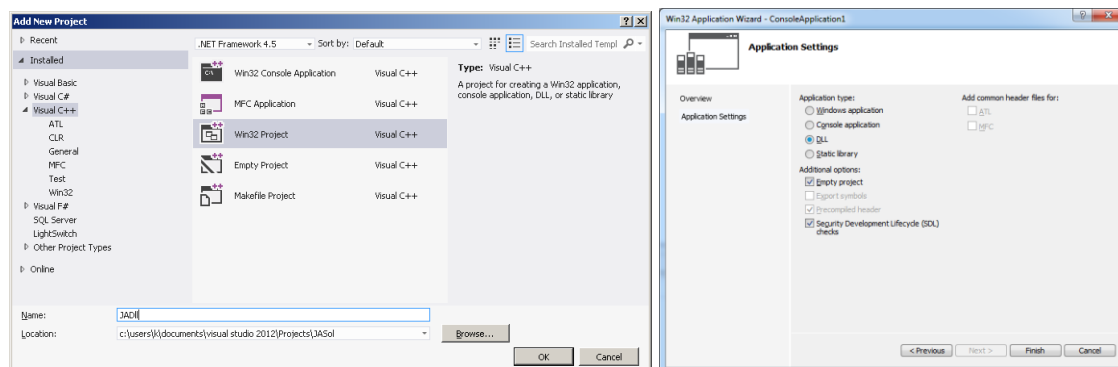 Add New Project
Recent
Installed
Visual Basic
Visual C#
Visual C++
ATL
CLR
General
MFC
Test
Win32
Visual F#
SQL Server
LightSwitch
Other Project Types
Online
.NET Framework 4.5 Sort by: Default Search Installed Templ
Win32 Console Application Visual C++
MFC Application Visual C++
Win32 Project Visual C++
Empty Project Visual C++
Makefile Project Visual C++
Type: Visual C++
A project for creating a Win32 application,
console application, DLL, or static library
Name: JADll
Location: c:\users\k\documents\visual studio 2012\Projects\JASol Browse...
OK Cancel
Win32 Application Wizard - ConsoleApplication1
Application Settings
Overview
Application Settings
Application type:
Windows application
Console application
DLL
Static library
Additional options:
Empty project
Export symbols
Precompiled header
Security Development Lifecycle (SDL)
checks
Add common header files for:
ATL
MFC
< Previous Next > Finish Cancel